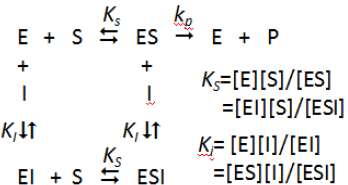 Ks kp
E + S ⇆ ES → E + P
+ +
I I
KI ↓↑ KI ↓↑
Ks
EI + S ⇆ ESI
KS=[E][S]/[ES]
=[EI][S]/[ESI]
Ki= [E][I]/[EI]
=[ES][I]/[ESI]